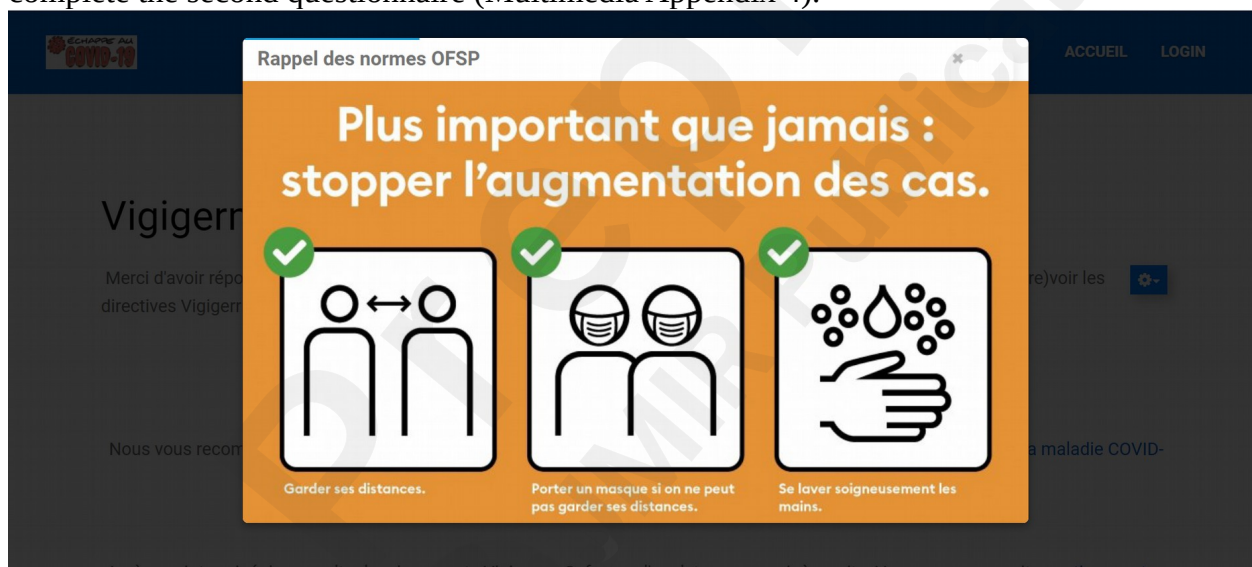 complete the second questionnaire (Multimedia Appendix 4).
ÉCHAPPE AU
COVID-19
Rappel des normes OFSP
×
ACCUEIL LOGIN
Plus important que jamais :
stopper l'augmentation des cas.
Vigiger
Merci d'avoir répo
re)voir les
directives Vigiger
Nous vous recom
a maladie COVID-
Garder ses distances.
Porter un masque si on ne peut
pas garder ses distances.
Se laver soigneusement les
mains.